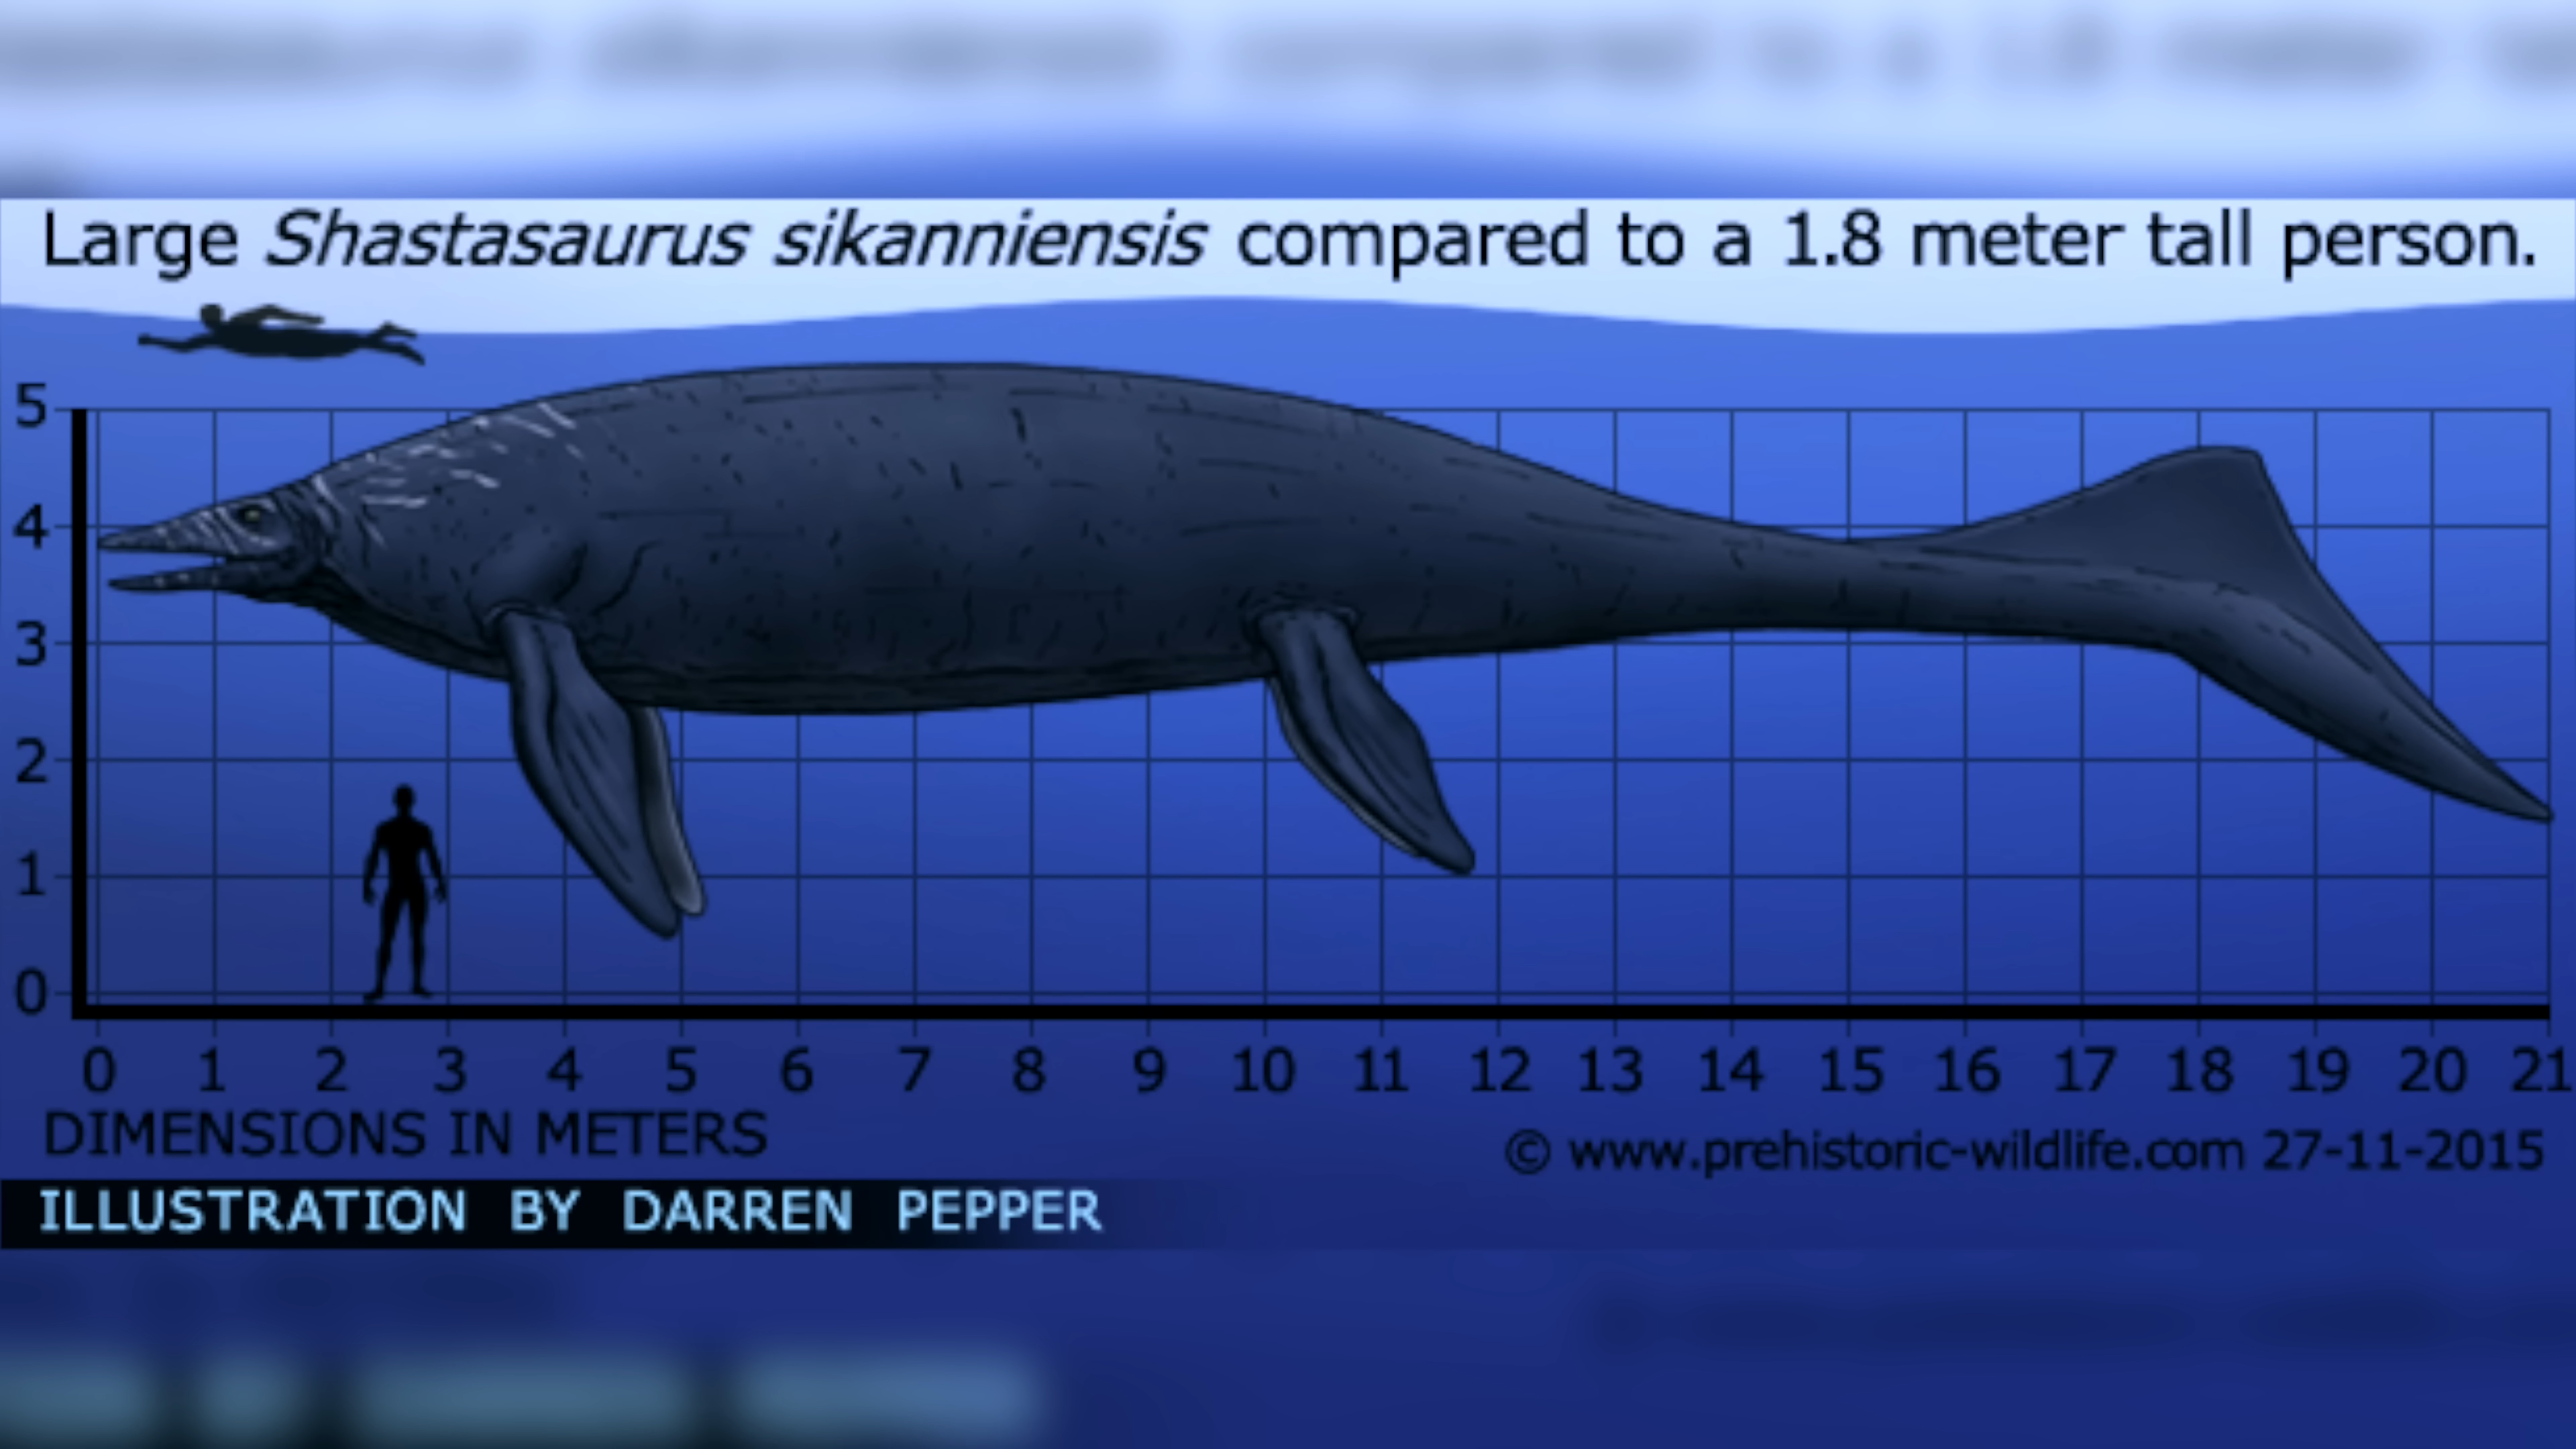 Large Shastasaurus sikanniensis compared to a 1.8 meter tall person.
5
4
3
2
1
0
0 1 2 3 4 5 6 7 8 9 10 11 12 13 14 15 16 17 18 19 20 21
DIMENSIONS IN METERS
© www.prehistoric-wildlife.com 27-11-2015
ILLUSTRATION BY DARREN PEPPER